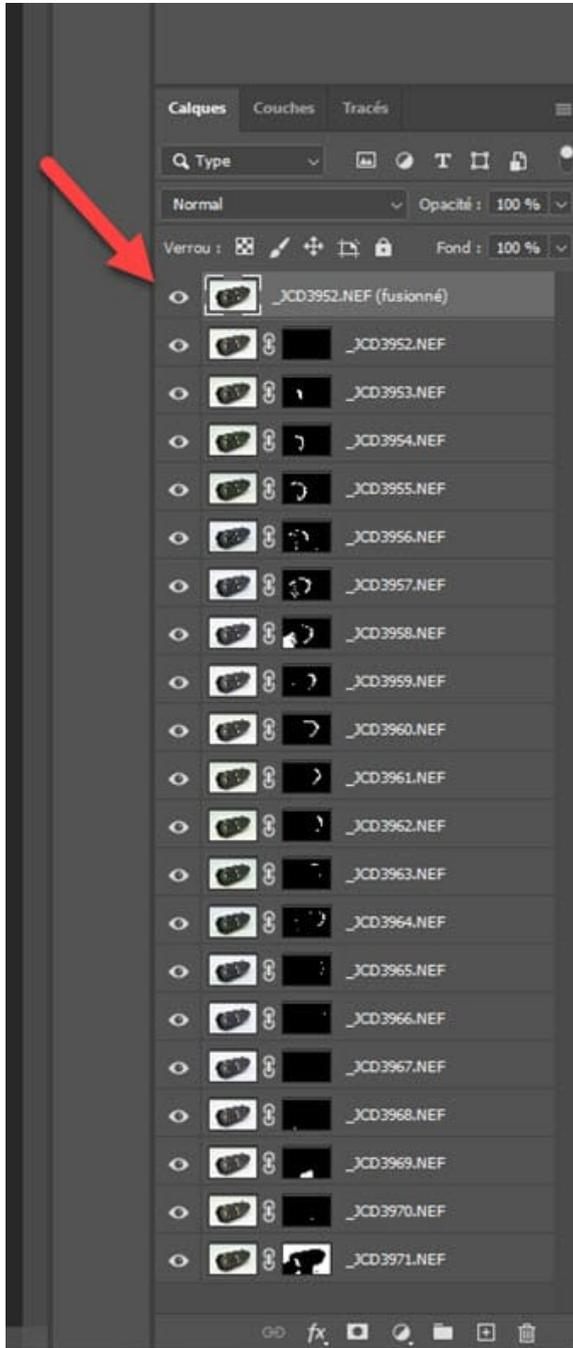 Calques Couches Tracés
Type
Normal Opacité : 100 %
Verrou : Fond : 100 %
_JCD3952.NEF (fusionné)
_JCD3952.NEF
_JCD3953.NEF
_JCD3954.NEF
_JCD3955.NEF
_JCD3956.NEF
_JCD3957.NEF
_JCD3958.NEF
_JCD3959.NEF
_JCD3960.NEF
_JCD3961.NEF
_JCD3962.NEF
_JCD3963.NEF
_JCD3964.NEF
_JCD3965.NEF
_JCD3966.NEF
_JCD3967.NEF
_JCD3968.NEF
_JCD3969.NEF
_JCD3970.NEF
_JCD3971.NEF
fx